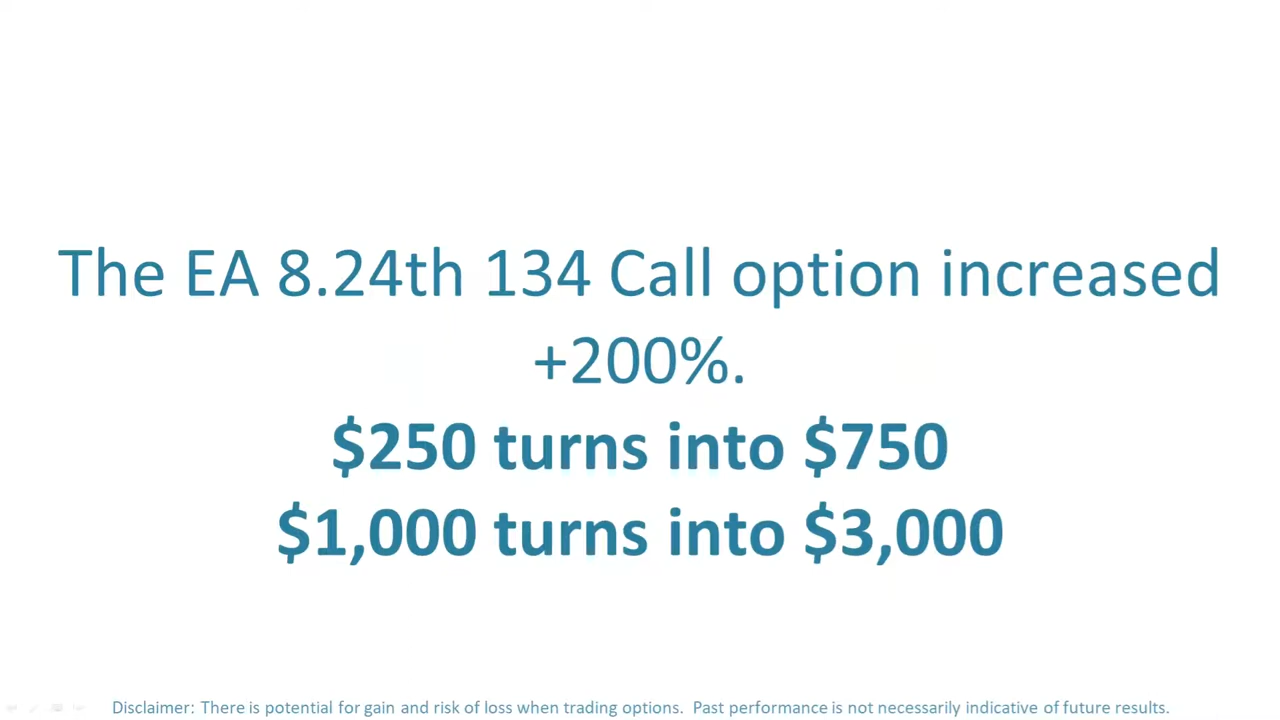 The EA 8.24th 134 Call option increased
+200%.
$250 turns into $750
$1,000 turns into $3,000
Disclaimer: There is potential for gain and risk of loss when trading options.  Past performance is not necessarily indicative of future results.